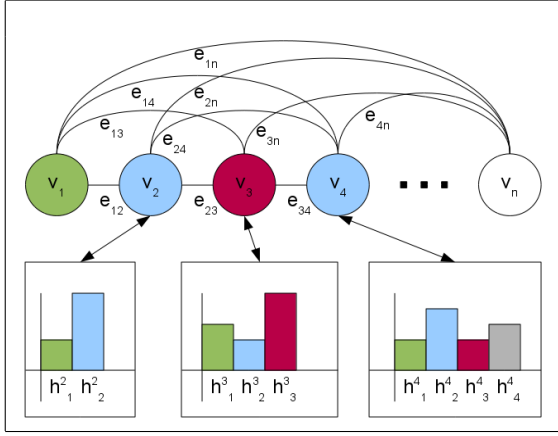 e₁ₙ
e₁₄ e₂ₙ
e₁₃ e₂₄ e₃ₙ e₄ₙ
v₁ v₂ v₃ v₄ ... vₙ
e₁₂ e₂₃ e₃₄
h²₁ h²₂ h³₁ h³₂ h³₃ h⁴₁ h⁴₂ h⁴₃ h⁴₄